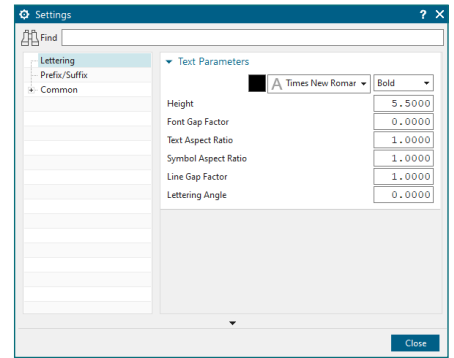 Settings ? ✕
Find
Lettering
Prefix/Suffix
+ Common
Text Parameters
A Times New Romar Bold
Height 5.5000
Font Gap Factor 0.0000
Text Aspect Ratio 1.0000
Symbol Aspect Ratio 1.0000
Line Gap Factor 1.0000
Lettering Angle 0.0000
Close